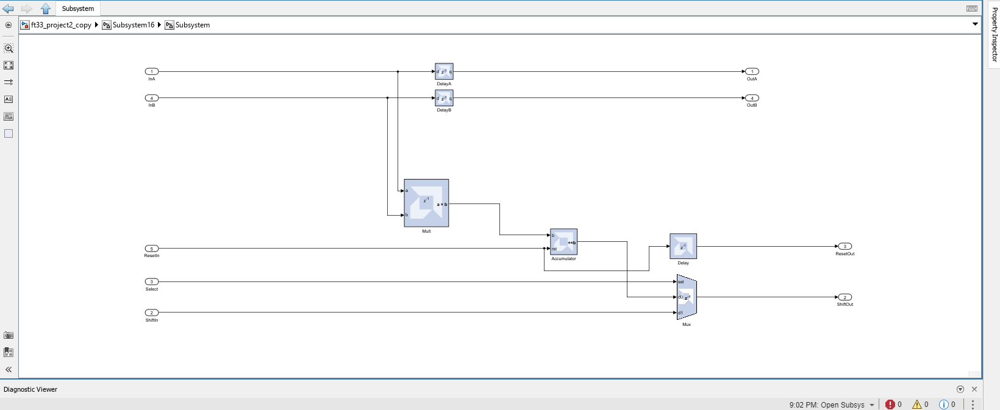 Subsystem
ft33_project2_copy Subsystem16 Subsystem
Property Inspector
1
InA
d z-1 q
DelayA
1
OutA
4
InB
d z-1 q
DelayB
4
OutB
a
z-1
a × b
b
Mult
b
+=b
rst
Accumulator
5
ResetIn
z-1
Delay
3
ResetOut
3
Select
sel
d0 z-1
d1
Mux
2
ShiftOut
2
ShiftIn
Diagnostic Viewer
9:02 PM: Open Subsys 0 0 0